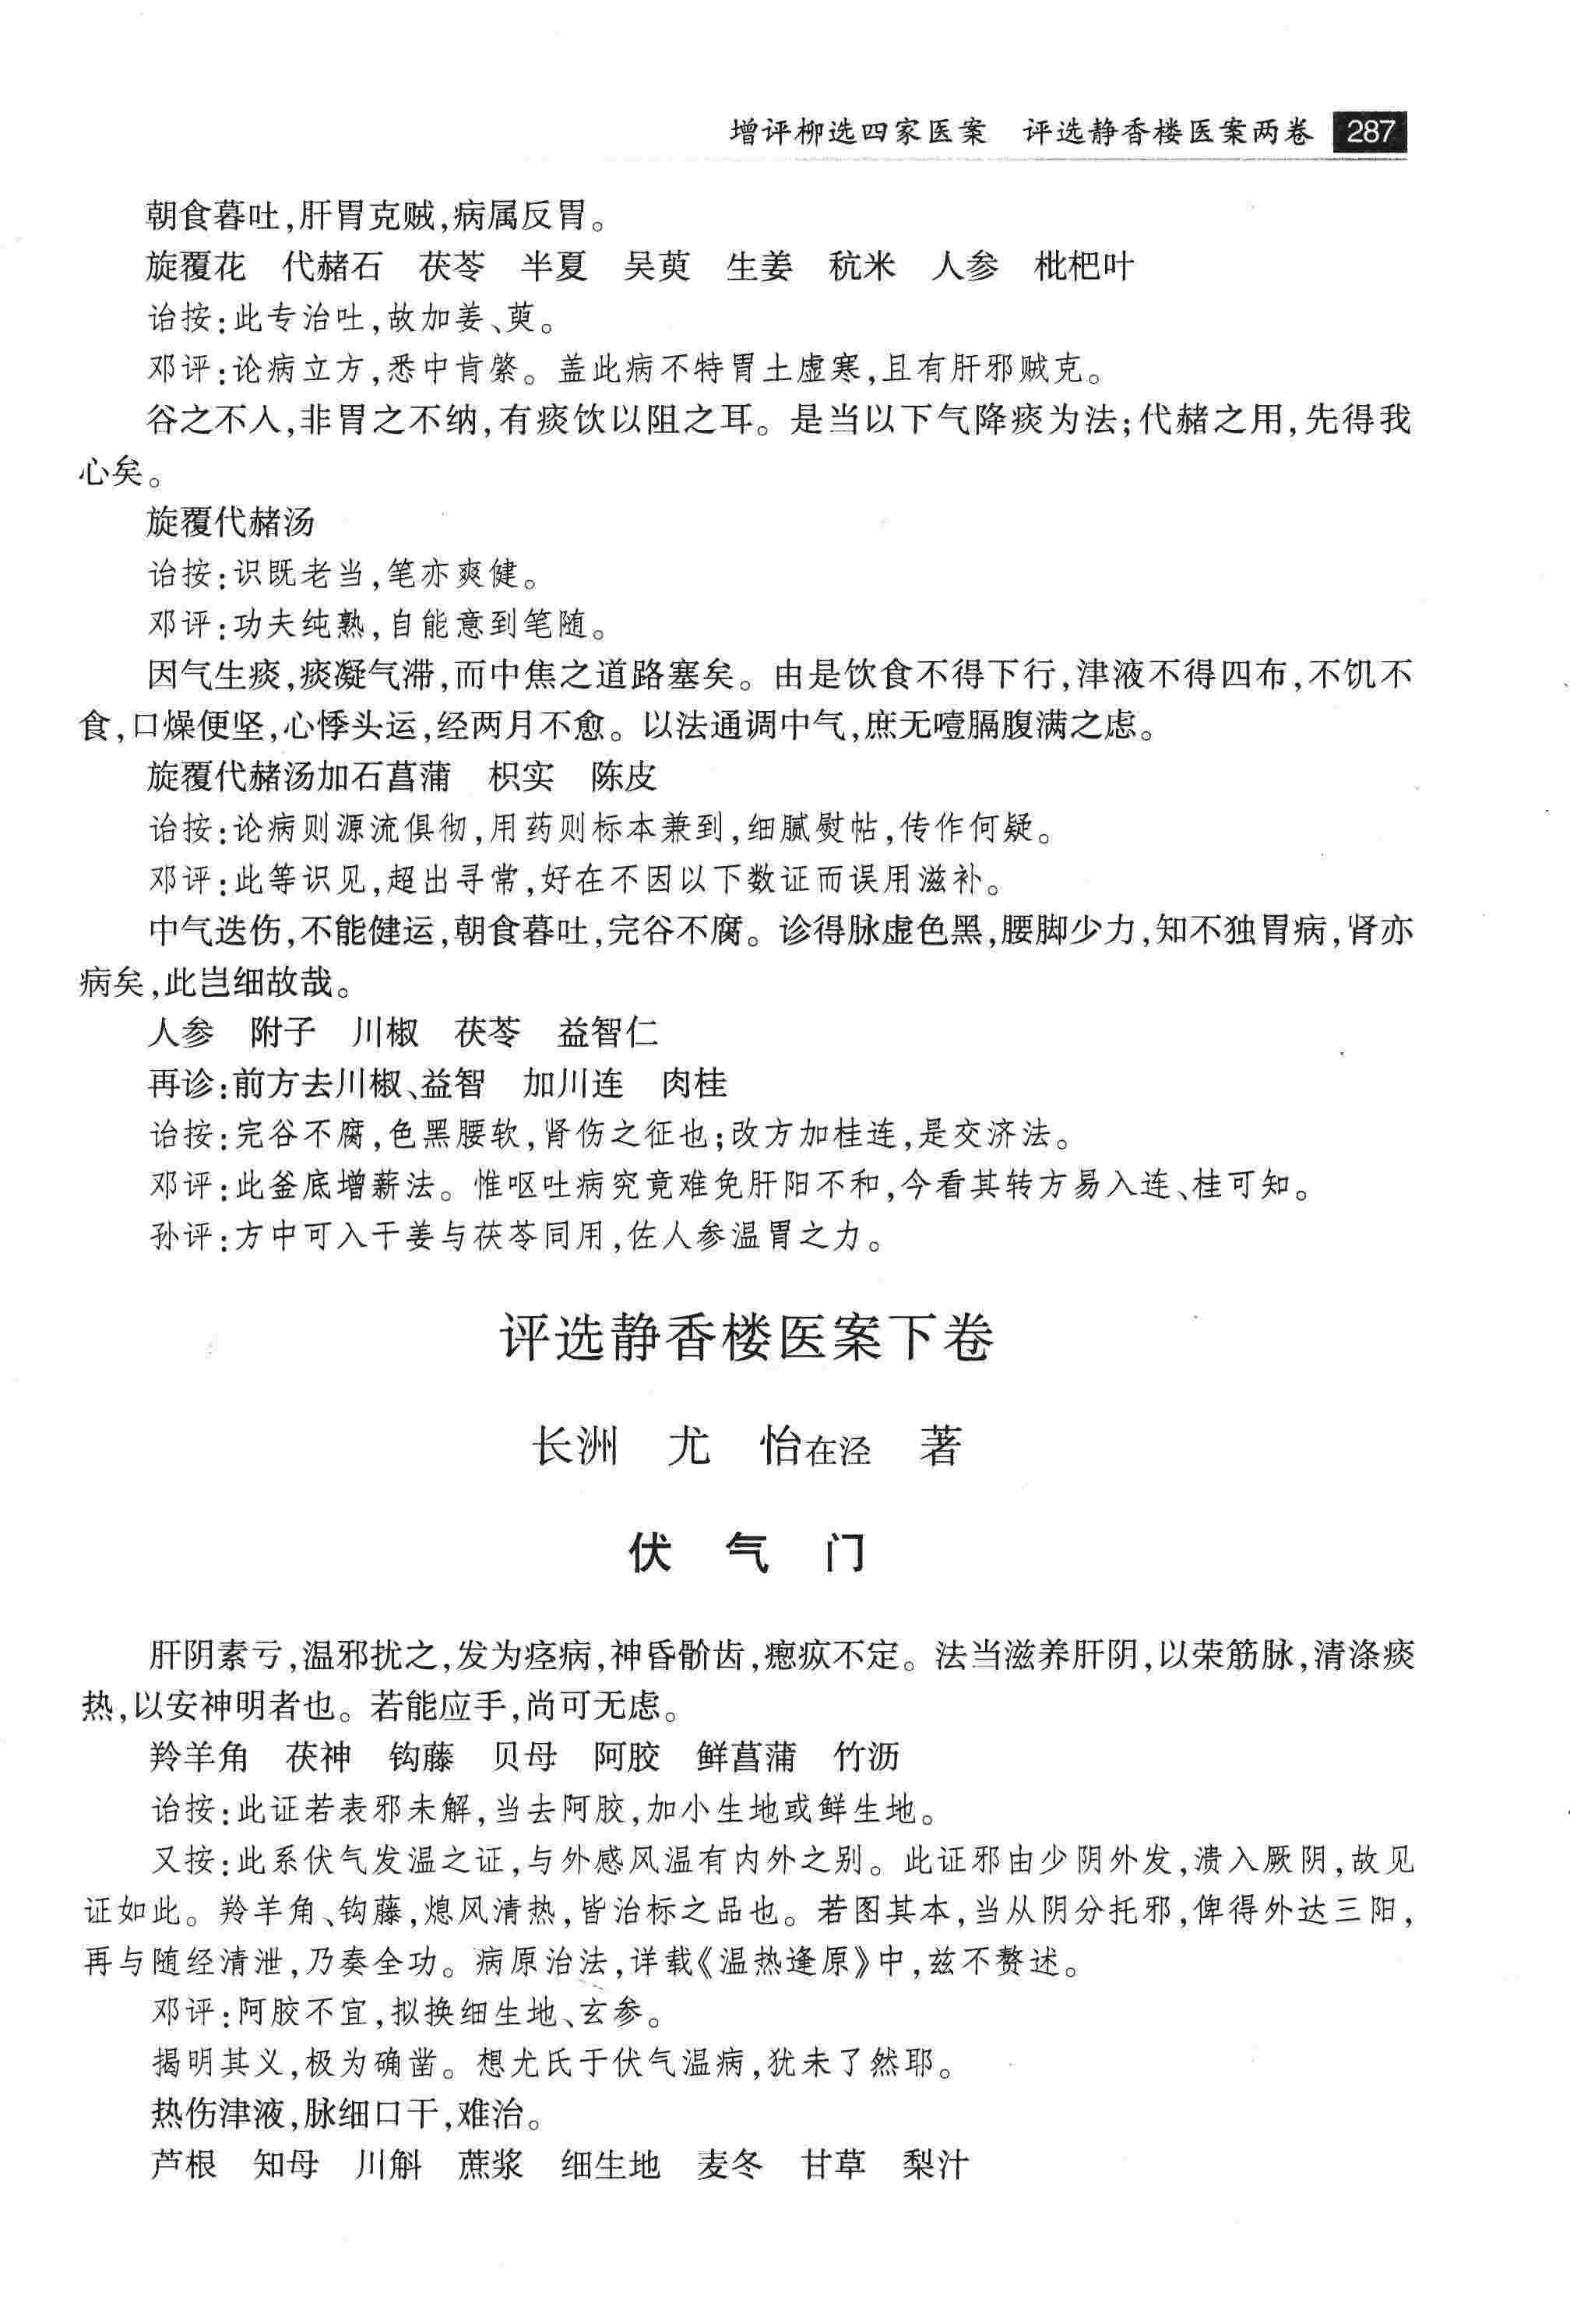 增评柳选四家医案　评选静香楼医案两卷 287
朝食暮吐,肝胃克贼,病属反胃。
旋覆花　代赭石　茯苓　半夏　吴萸　生姜　秔米　人参　枇杷叶
诒按:此专治吐,故加姜、萸。
邓评:论病立方,悉中肯綮。盖此病不特胃土虚寒,且有肝邪贼克。
谷之不入,非胃之不纳,有痰饮以阻之耳。是当以下气降痰为法;代赭之用,先得我
心矣。
旋覆代赭汤
诒按:识既老当,笔亦爽健。
邓评:功夫纯熟,自能意到笔随。
因气生痰,痰凝气滞,而中焦之道路塞矣。由是饮食不得下行,津液不得四布,不饥不
食,口燥便坚,心悸头运,经两月不愈。以法通调中气,庶无噎膈腹满之虑。
旋覆代赭汤加石菖蒲　枳实　陈皮
诒按:论病则源流俱彻,用药则标本兼到,细腻熨帖,传作何疑。
邓评:此等识见,超出寻常,好在不因以下数证而误用滋补。
中气迭伤,不能健运,朝食暮吐,完谷不腐。诊得脉虚色黑,腰脚少力,知不独胃病,肾亦
病矣,此岂细故哉。
人参　附子　川椒　茯苓　益智仁
再诊:前方去川椒、益智　加川连　肉桂
诒按:完谷不腐,色黑腰软,肾伤之征也;改方加桂连,是交济法。
邓评:此釜底增薪法。惟呕吐病究竟难免肝阳不和,今看其转方易入连、桂可知。
孙评:方中可入干姜与茯苓同用,佐人参温胃之力。
评选静香楼医案下卷
长洲　尤　怡在泾　著
伏　气　门
肝阴素亏,温邪扰之,发为痉病,神昏齘齿,瘛疭不定。法当滋养肝阴,以荣筋脉,清涤痰
热,以安神明者也。若能应手,尚可无虑。
羚羊角　茯神　钩藤　贝母　阿胶　鲜菖蒲　竹沥
诒按:此证若表邪未解,当去阿胶,加小生地或鲜生地。
又按:此系伏气发温之证,与外感风温有内外之别。此证邪由少阴外发,溃入厥阴,故见
证如此。羚羊角、钩藤,熄风清热,皆治标之品也。若图其本,当从阴分托邪,俾得外达三阳,
再与随经清泄,乃奏全功。病原治法,详载《温热逢原》中,兹不赘述。
邓评:阿胶不宜,拟换细生地、玄参。
揭明其义,极为确凿。想尤氏于伏气温病,犹未了然耶。
热伤津液,脉细口干,难治。
芦根　知母　川斛　蔗浆　细生地　麦冬　甘草　梨汁